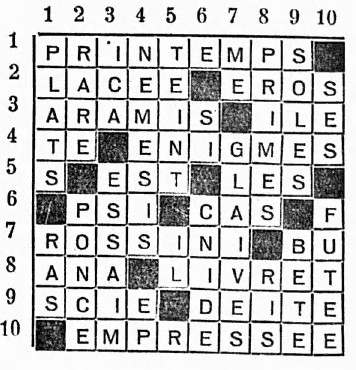 1 2 3 4 5 6 7 8 9 10
1 P R I N T E M P S
2 L A C E E E R O S
3 A R A M I S I L E
4 T E E N I G M E S
5 S E S T L E S
6 P S I C A S F
7 R O S S I N I B U
8 A N A L I V R E T
9 S C I E D E I T E
10 E M P R E S S E E